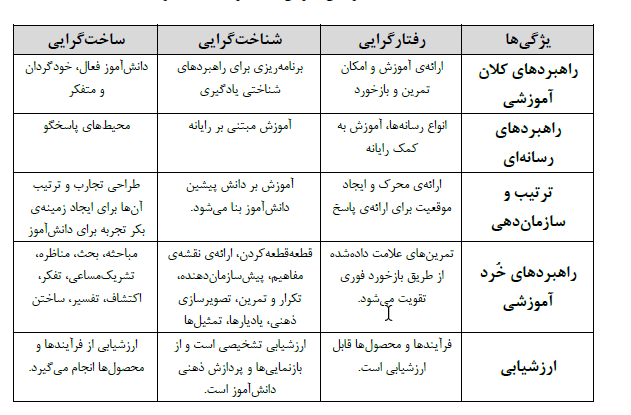 ویژگی‌ها
رفتارگرایی
شناخت‌گرایی
ساخت‌گرایی
راهبردهای کلان
آموزشی
ارائه‌ی آموزش و امکان
تمرین و بازخورد
برنامه‌ریزی برای راهبردهای
شناختی یادگیری
دانش‌آموز فعال، خودگردان
و متفکر
راهبردهای
رسانه‌ای
انواع رسانه‌ها، آموزش به
کمک رایانه
آموزش مبتنی بر رایانه
محیط‌های پاسخگو
ترتیب و
سازمان‌دهی
ارائه‌ی محرک و ایجاد
موقعیت برای ارائه‌ی پاسخ
آموزش بر دانش پیشین
دانش‌آموز بنا می‌شود.
طراحی تجارب و ترتیب
آن‌ها برای ایجاد زمینه‌ی
بکر تجربه برای دانش‌آموز
راهبردهای خُرد
آموزشی
تمرین‌های علامت داده‌شده
از طریق بازخورد فوری
تقویت می‌شود.
قطعه‌قطعه‌کردن، ارائه‌ی نقشه‌ی
مفاهیم، پیش‌سازمان‌دهنده،
تکرار و تمرین، تصویرسازی
ذهنی، یادیارها، تمثیل‌ها
مباحثه، بحث، مناظره،
تشریک‌مساعی، تفکر،
اکتشاف، تفسیر، ساختن
ارزشیابی
فرآیندها و محصول‌ها قابل
ارزشیابی است.
ارزشیابی تشخیصی است و از
بازنمایی‌ها و پردازش ذهنی
دانش‌آموز است.
ارزشیابی از فرآیندها و
محصول‌ها انجام می‌گیرد.